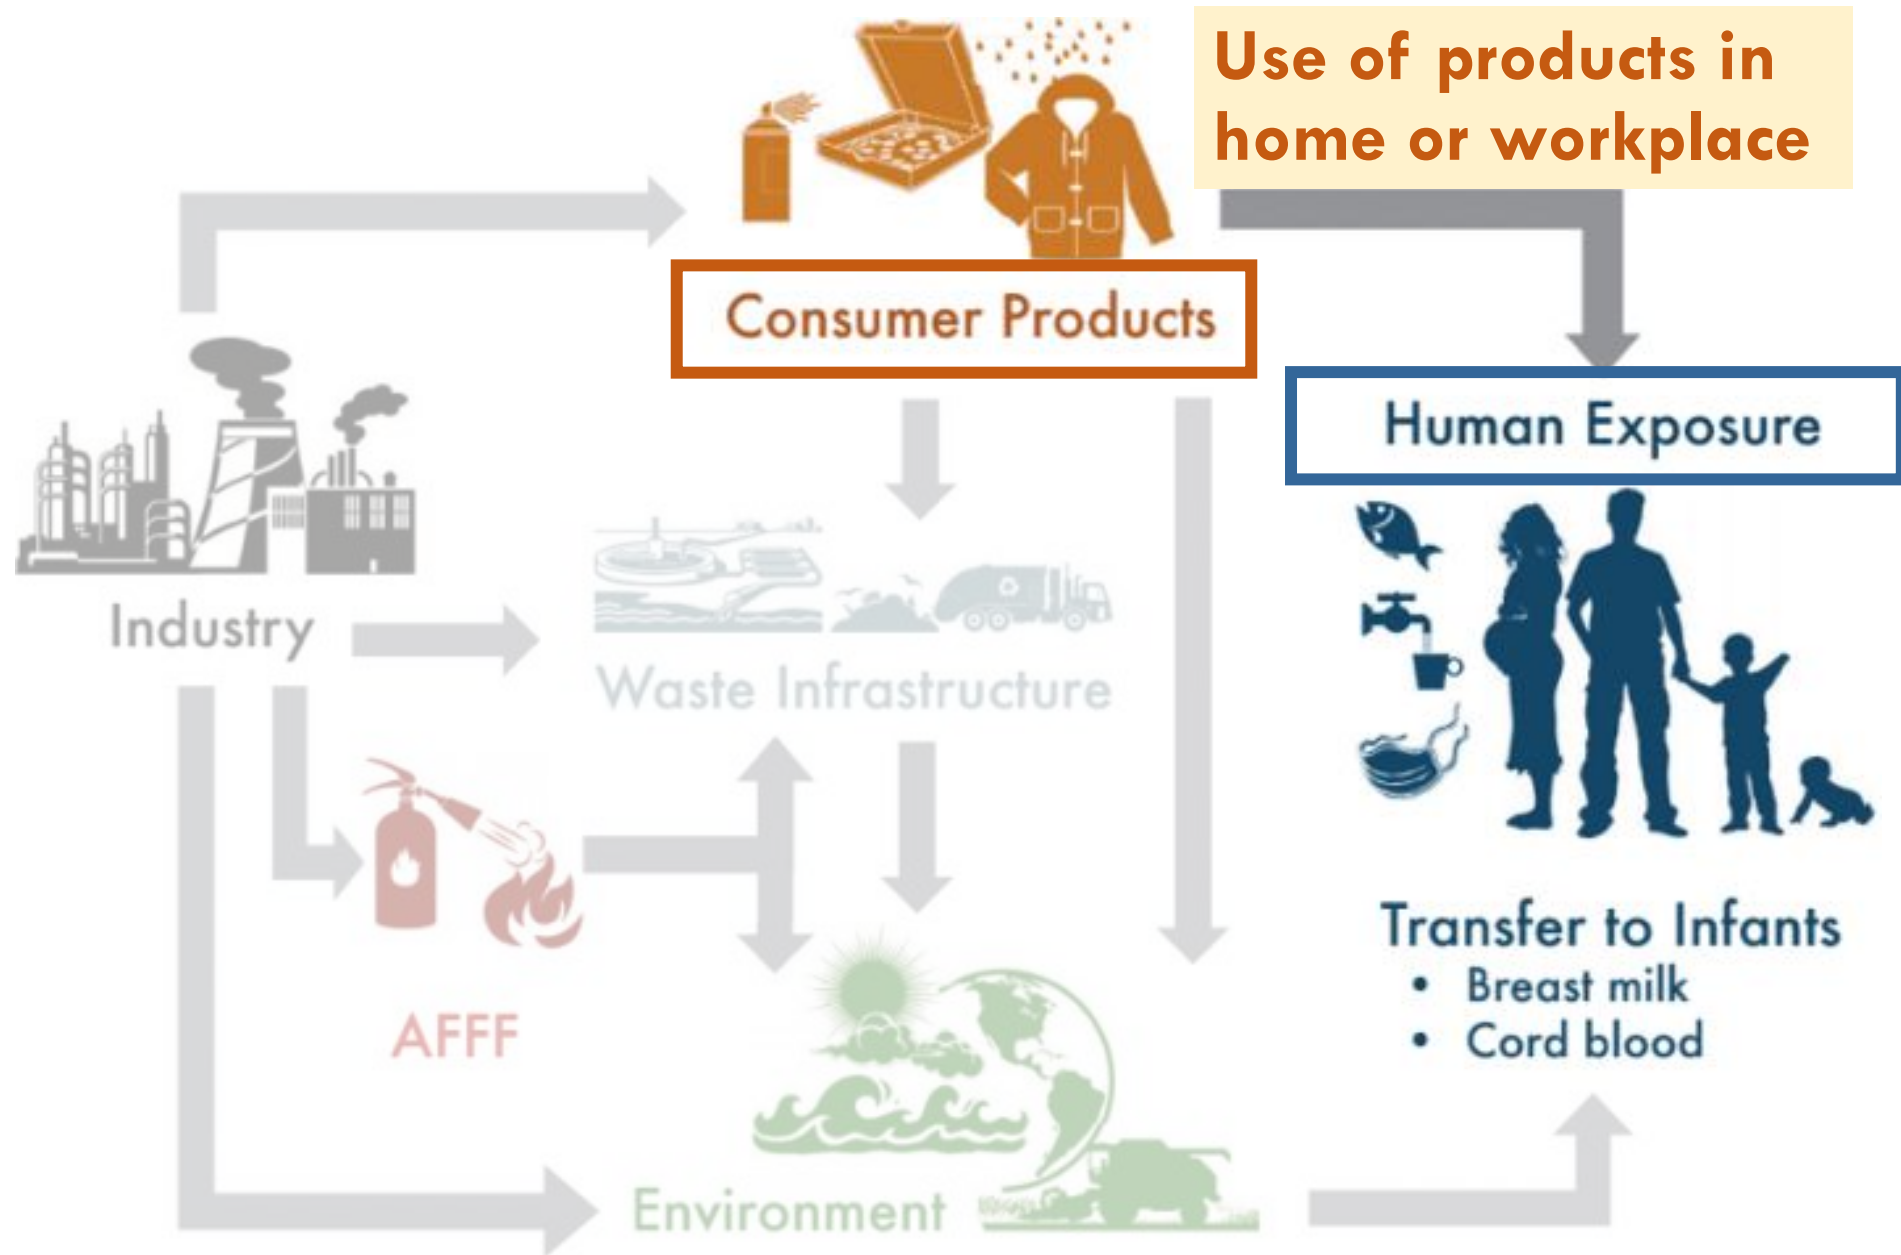 Use of products in
home or workplace
Consumer Products
Human Exposure
Industry
Waste Infrastructure
Transfer to Infants
• Breast milk
• Cord blood
AFFF
Environment